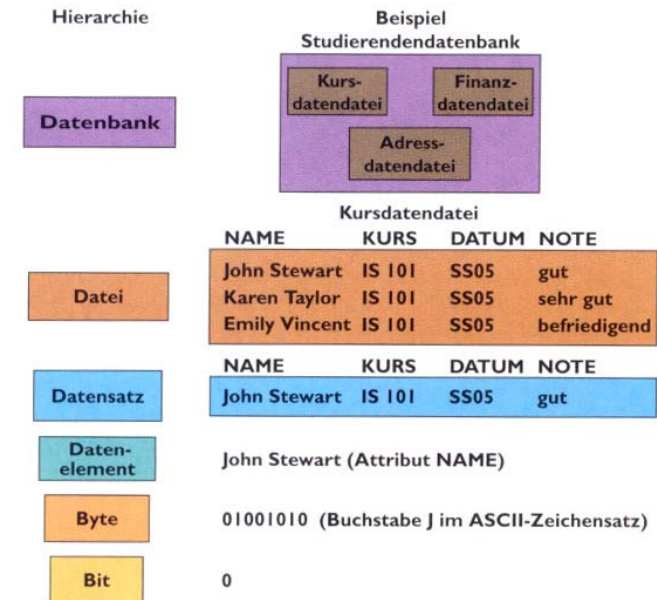 Hierarchie
Beispiel
Studierendendatenbank
Datenbank
Kurs-
datendatei
Finanz-
datendatei
Adress-
datendatei
Kursdatendatei
NAME KURS DATUM NOTE
Datei
John Stewart IS 101 SS05 gut
Karen Taylor IS 101 SS05 sehr gut
Emily Vincent IS 101 SS05 befriedigend
NAME KURS DATUM NOTE
Datensatz
John Stewart IS 101 SS05 gut
Daten-
element
John Stewart (Attribut NAME)
Byte
01001010 (Buchstabe J im ASCII-Zeichensatz)
Bit
0